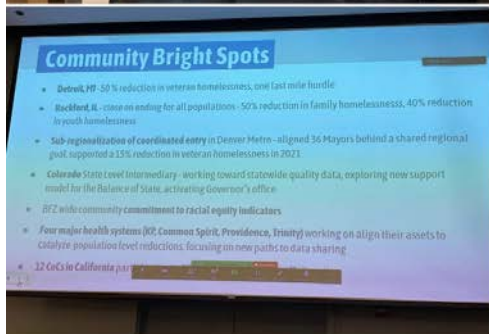 Community Bright Spots
Detroit, MI - 50% reduction in veteran homelessness, one last mile hurdle
Rockford, IL - close on ending for all populations - 50% reduction in family homelessnesss, 40% reduction
in youth homelessness
Sub-regionalization of coordinated entry in Denver Metro - aligned 36 Mayors behind a shared regional
goal, supported a 15% reduction in veteran homelessness in 2021
Colorado State Level Intermediary - working toward statewide quality data, exploring new support
model for the Balance of State, activating Governor's office
BFZ wide community commitment to racial equity indicators
Four major health systems (KP, Common Spirit, Providence, Trinity) working on align their assets to
catalyze population level reductions, focusing on new paths to data sharing
12 CoCs in California